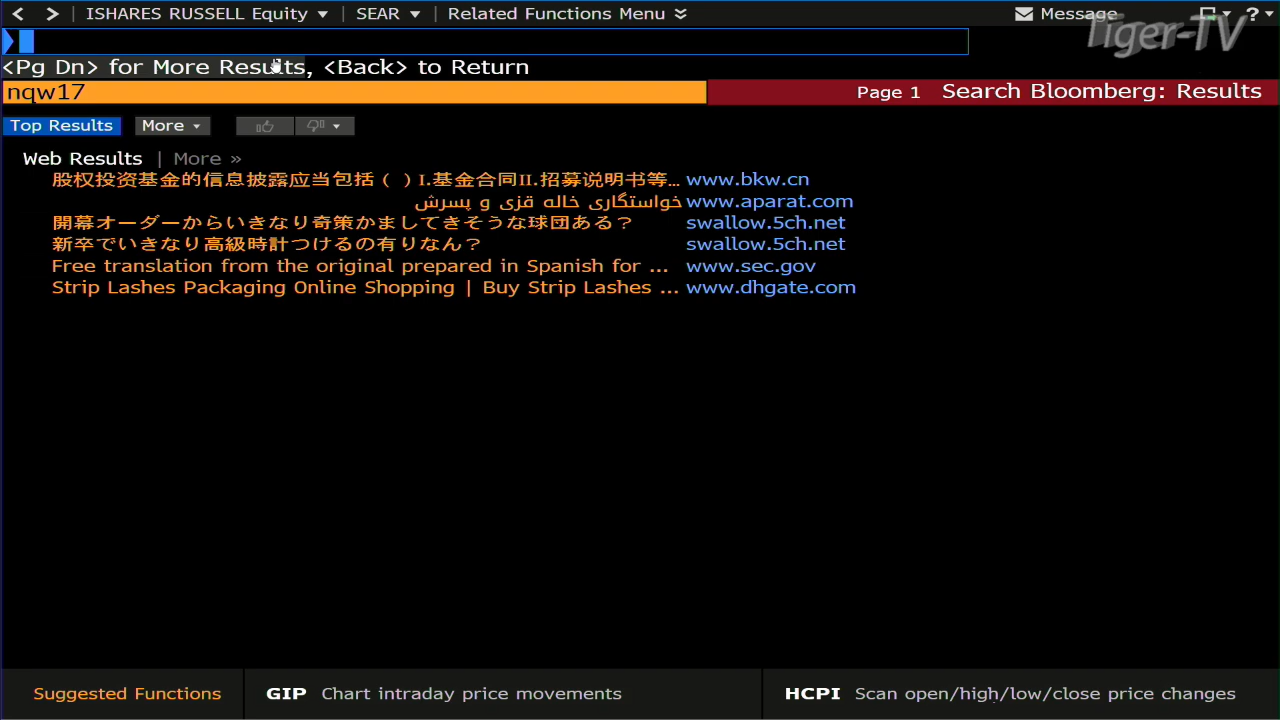 ISHARES RUSSELL Equity | SEAR | Related Functions Menu Message ?
Tiger-TV
<Pg Dn> for More Results, <Back> to Return
nqw17 Page 1 Search Bloomberg: Results
Top Results More
Web Results | More »
股权投资基金的信息披露应当包括（ ）I.基金合同II.招募说明书等... www.bkw.cn
خواستگاری خاله قزی و پسرش www.aparat.com
開幕オーダーからいきなり奇策かましてきそうな球団ある？ swallow.5ch.net
新卒でいきなり高級時計つけるの有りなん？ swallow.5ch.net
Free translation from the original prepared in Spanish for ... www.sec.gov
Strip Lashes Packaging Online Shopping | Buy Strip Lashes ... www.dhgate.com
Suggested Functions GIP Chart intraday price movements HCPI Scan open/high/low/close price changes